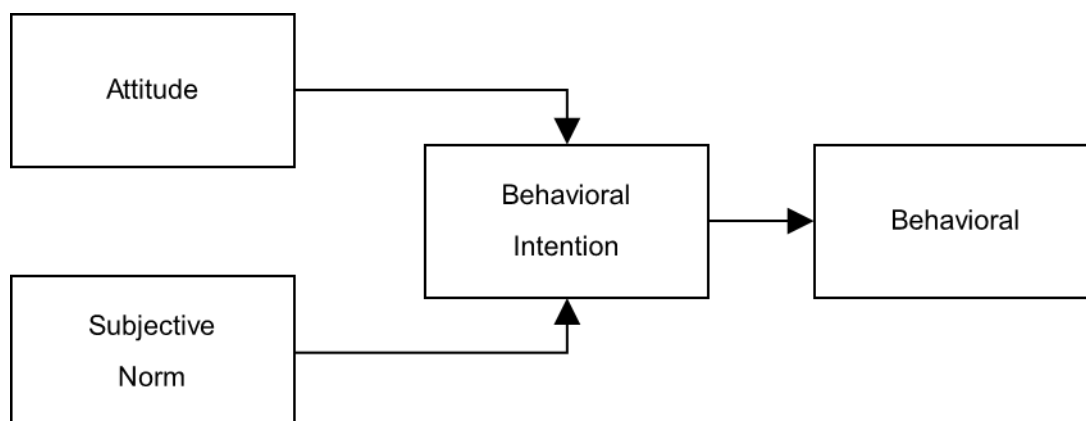 Attitude
Behavioral
Intention
Behavioral
Subjective
Norm